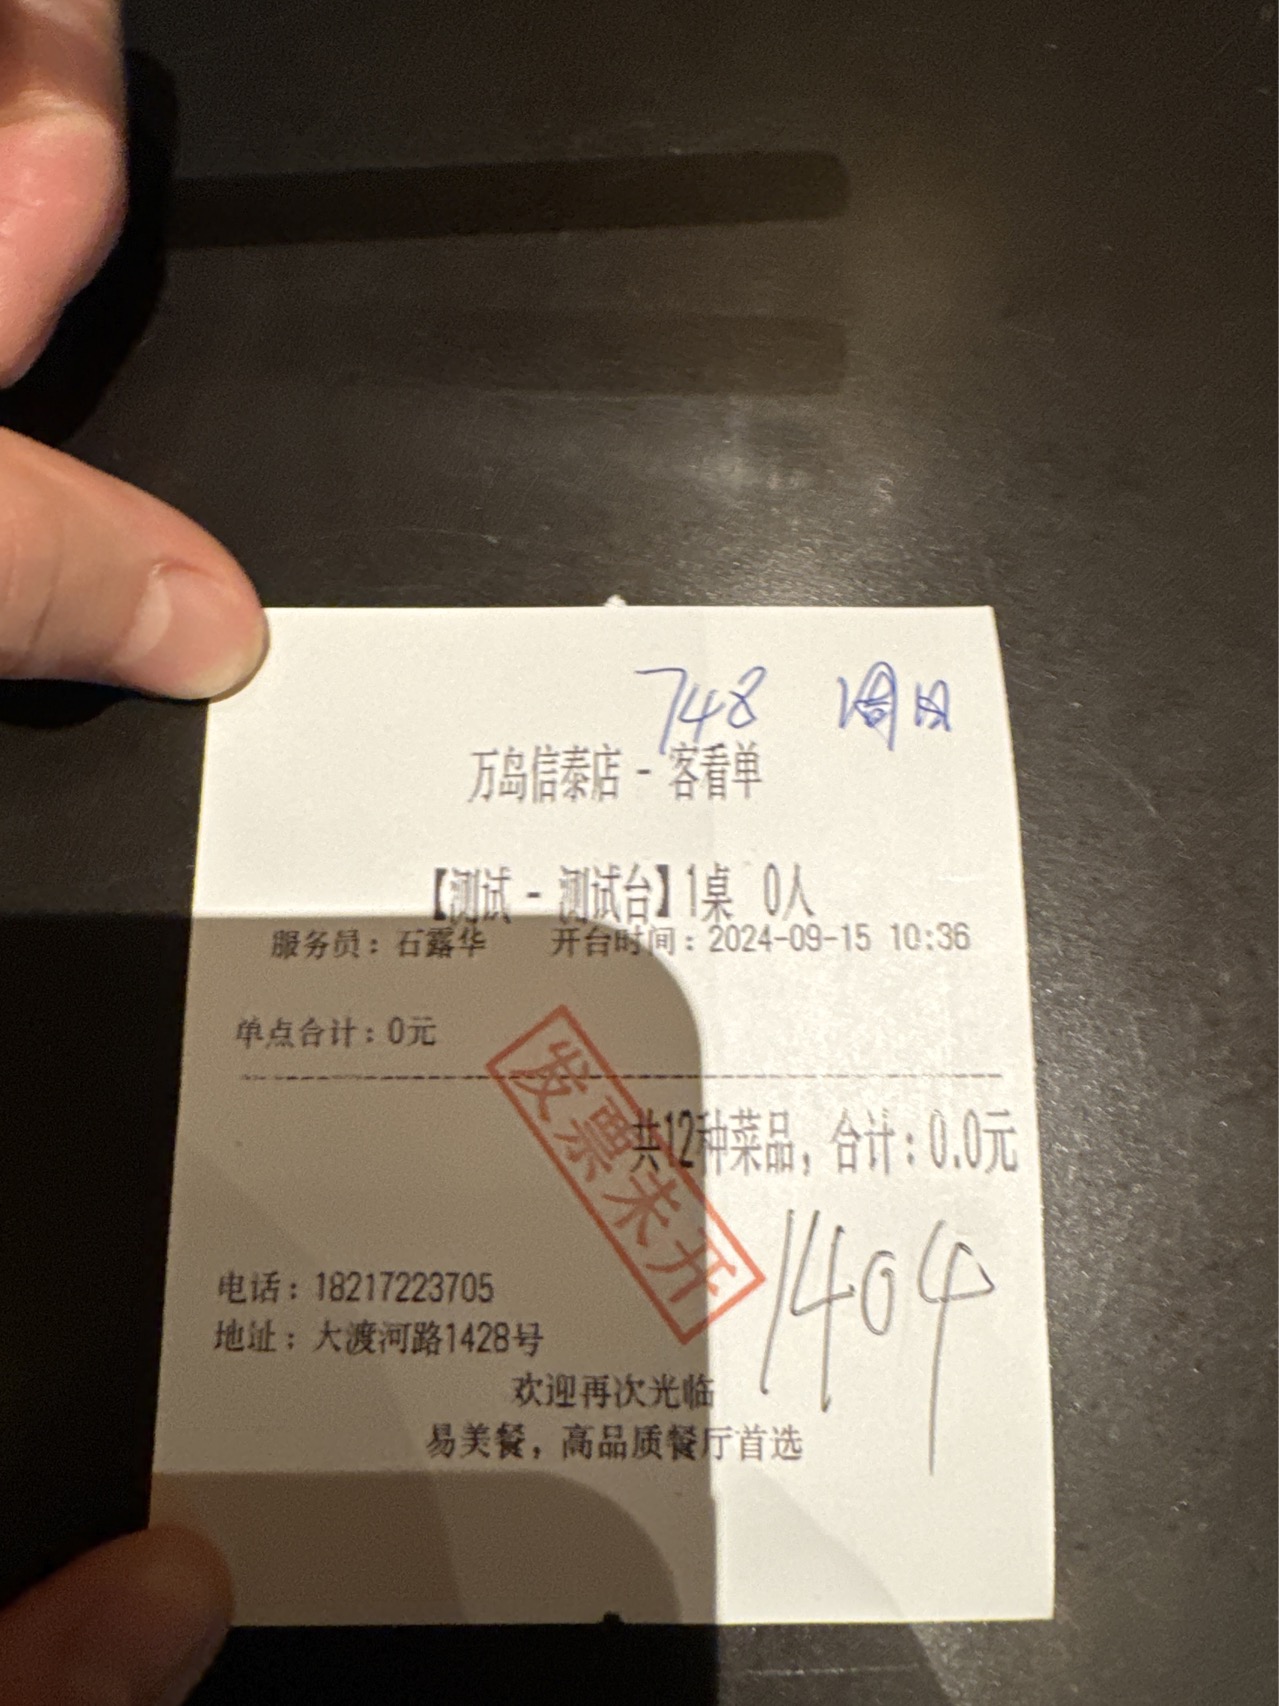 748 周日
万岛信泰店 - 客看单
【测试 - 测试台】1桌 0人
服务员：石露华 开台时间：2024-09-15 10:36
单点合计：0元
发票未开
共12种菜品，合计：0.0元
1404
电话：18217223705
地址：大渡河路1428号
欢迎再次光临
易美餐，高品质餐厅首选